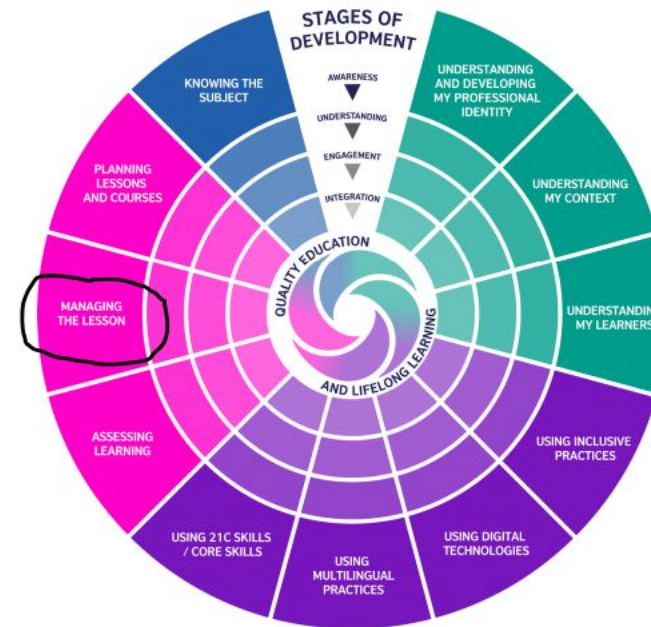 STAGES OF
DEVELOPMENT
AWARENESS
UNDERSTANDING
ENGAGEMENT
INTEGRATION
UNDERSTANDING
AND DEVELOPING
MY PROFESSIONAL
IDENTITY
UNDERSTANDING
MY CONTEXT
UNDERSTANDING
MY LEARNERS
USING INCLUSIVE
PRACTICES
USING DIGITAL
TECHNOLOGIES
USING
MULTILINGUAL
PRACTICES
USING 21C SKILLS
/ CORE SKILLS
ASSESSING
LEARNING
MANAGING
THE LESSON
PLANNING
LESSONS
AND COURSES
KNOWING THE
SUBJECT
QUALITY EDUCATION
AND LIFELONG LEARNING